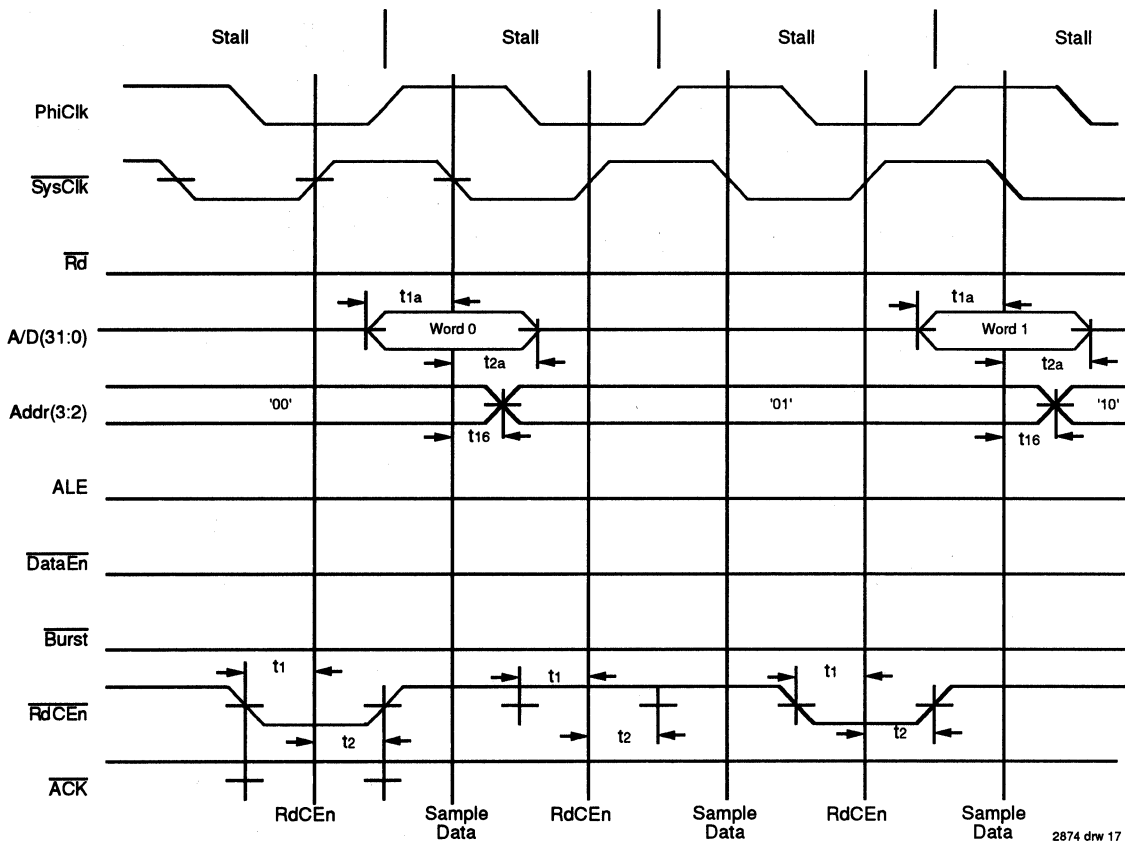 Stall Stall Stall Stall
PhiClk
SysClk
Rd
t1a t1a
A/D(31:0) Word 0 Word 1
t2a t2a
Addr(3:2) '00' '01' '10'
t16 t16
ALE
DataEn
Burst
t1 t1 t1
RdCEn
t2 t2 t2
ACK
RdCEn Sample Data RdCEn Sample Data RdCEn Sample Data
2874 drw 17